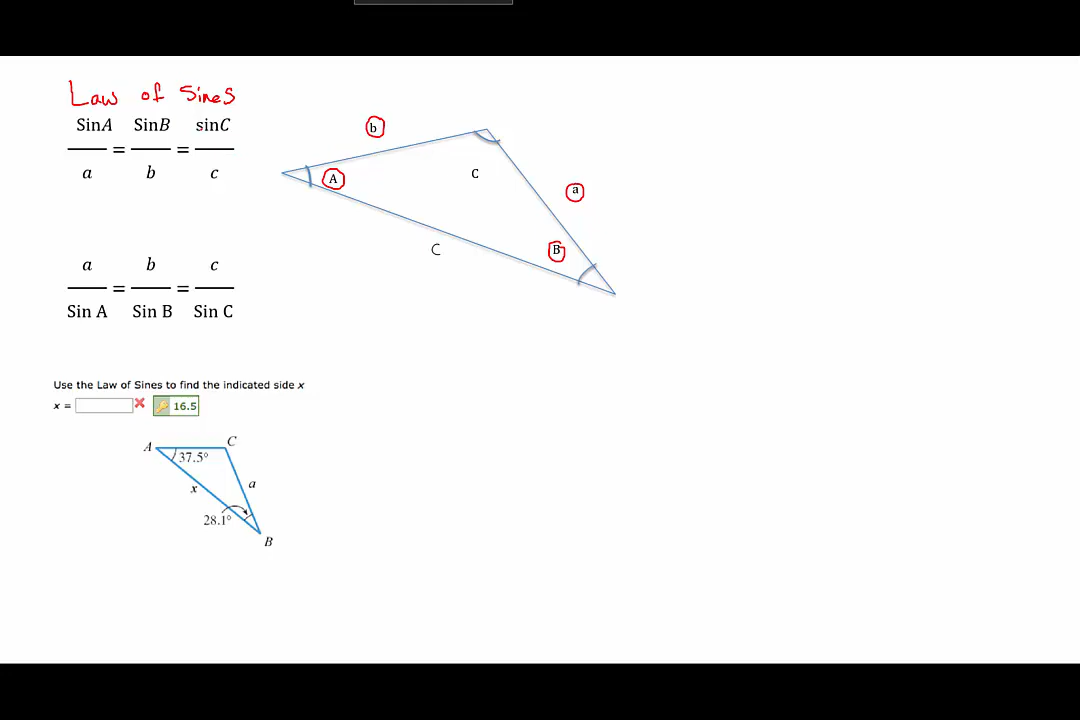 Law of Sines
SinA SinB sinC
= =
a b c
b
A
C
a
B
C
a b c
= =
Sin A Sin B Sin C
Use the Law of Sines to find the indicated side x
x = 16.5
A C
37.5°
x a
28.1°
B